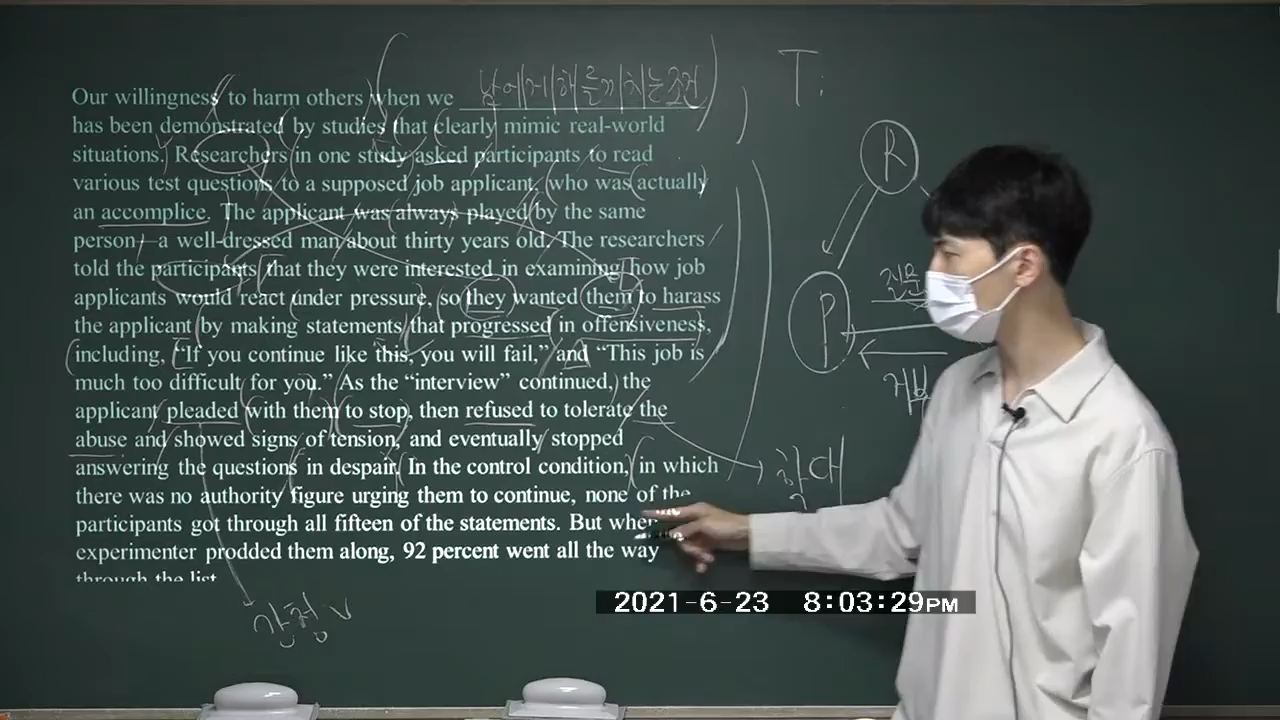 Our willingness to harm others when we 남에게 해를 끼치는 조건
has been demonstrated by studies that clearly mimic real-world
situations. Researchers in one study asked participants to read
various test questions to a supposed job applicant, who was actually
an accomplice. The applicant was always played by the same
person—a well-dressed man about thirty years old. The researchers
told the participants that they were interested in examining how job
applicants would react under pressure, so they wanted them to harass
the applicant by making statements that progressed in offensiveness,
including, “If you continue like this, you will fail,” and “This job is
much too difficult for you.” As the “interview” continued, the
applicant pleaded with them to stop, then refused to tolerate the
abuse and showed signs of tension, and eventually stopped
answering the questions in despair. In the control condition, in which
there was no authority figure urging them to continue, none of the
participants got through all fifteen of the statements. But when
experimenter prodded them along, 92 percent went all the way
through the list
T:
R
P
학대
간청 v
2021-6-23 8:03:29PM